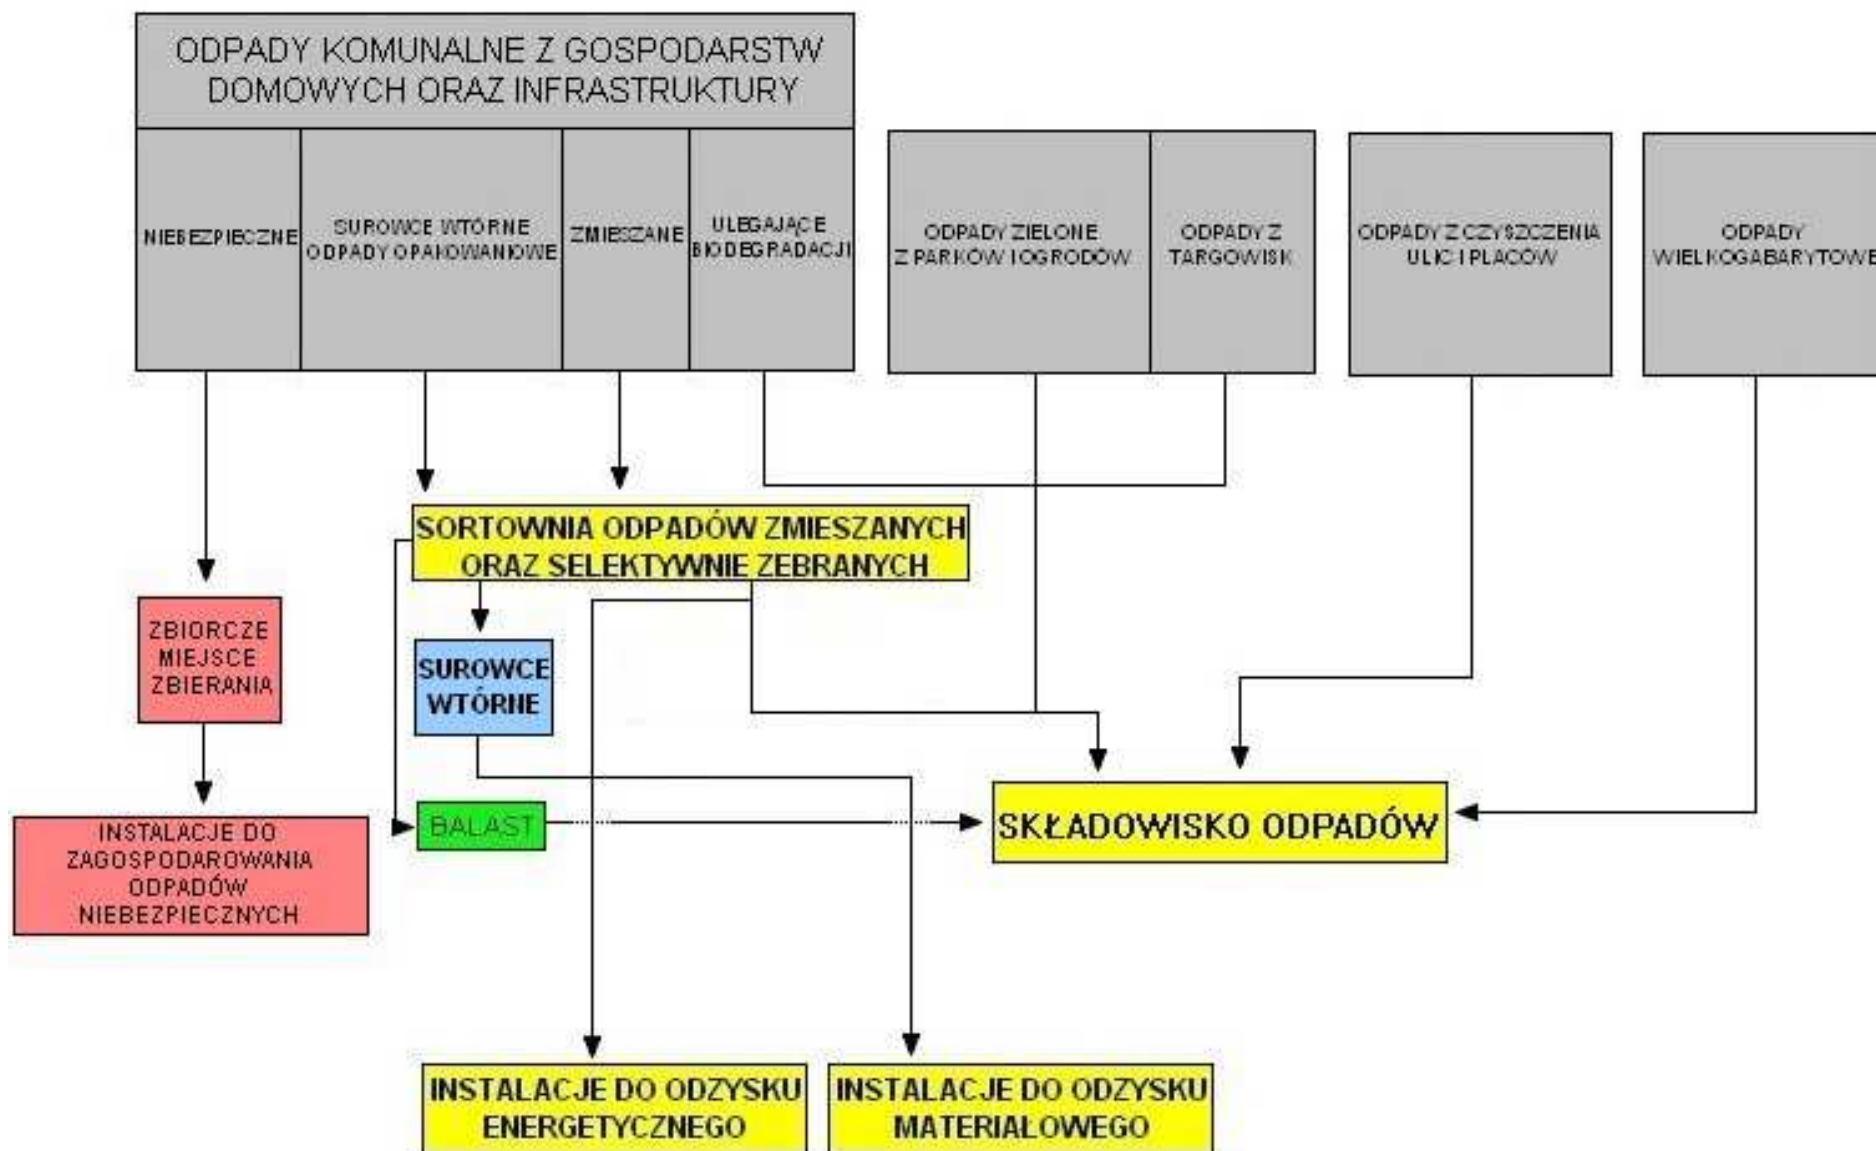 ODPADY KOMUNALNE Z GOSPODARSTW
DOMOWYCH ORAZ INFRASTRUKTURY
NIEBEZPIECZNE
SUROWCE WTÓRNE
ODPADY OPAKOWANIOWE
ZMIESZANE
ULEGAJĄCE
BIODEGRADACJI
ODPADY ZIELONE
Z PARKÓW I OGRODÓW
ODPADY Z
TARGOWISK
ODPADY Z CZYSZCZENIA
ULIC I PLACÓW
ODPADY
WIELKOGABARYTOWE
SORTOWNIA ODPADÓW ZMIESZANYCH
ORAZ SELEKTYWNIE ZEBRANYCH
ZBIORCZE
MIEJSCE
ZBIERANIA
SUROWCE
WTÓRNE
BALAST
SKŁADOWISKO ODPADÓW
INSTALACJE DO
ZAGOSPODAROWANIA
ODPADÓW
NIEBEZPIECZNYCH
INSTALACJE DO ODZYSKU
ENERGETYCZNEGO
INSTALACJE DO ODZYSKU
MATERIAŁOWEGO